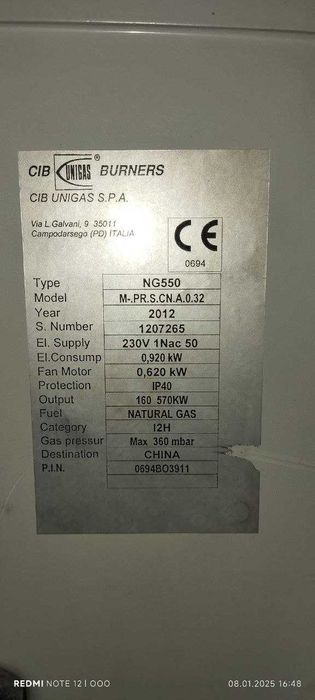 CIB UNIGAS ® BURNERS
CIB UNIGAS S.P.A.
Via L.Galvani, 9 35011
Campodarsego (PD) ITALIA
CE
0694
Type NG550
Model M-.PR.S.CN.A.0.32
Year 2012
S. Number 1207265
El. Supply 230V 1Nac 50
El.Consump 0,920 kW
Fan Motor 0,620 kW
Protection IP40
Output 160 570KW
Fuel NATURAL GAS
Category I2H
Gas pressur Max 360 mbar
Destination CHINA
P.I.N. 0694BO3911
REDMI NOTE 12 | OOO
08.01.2025 16:48